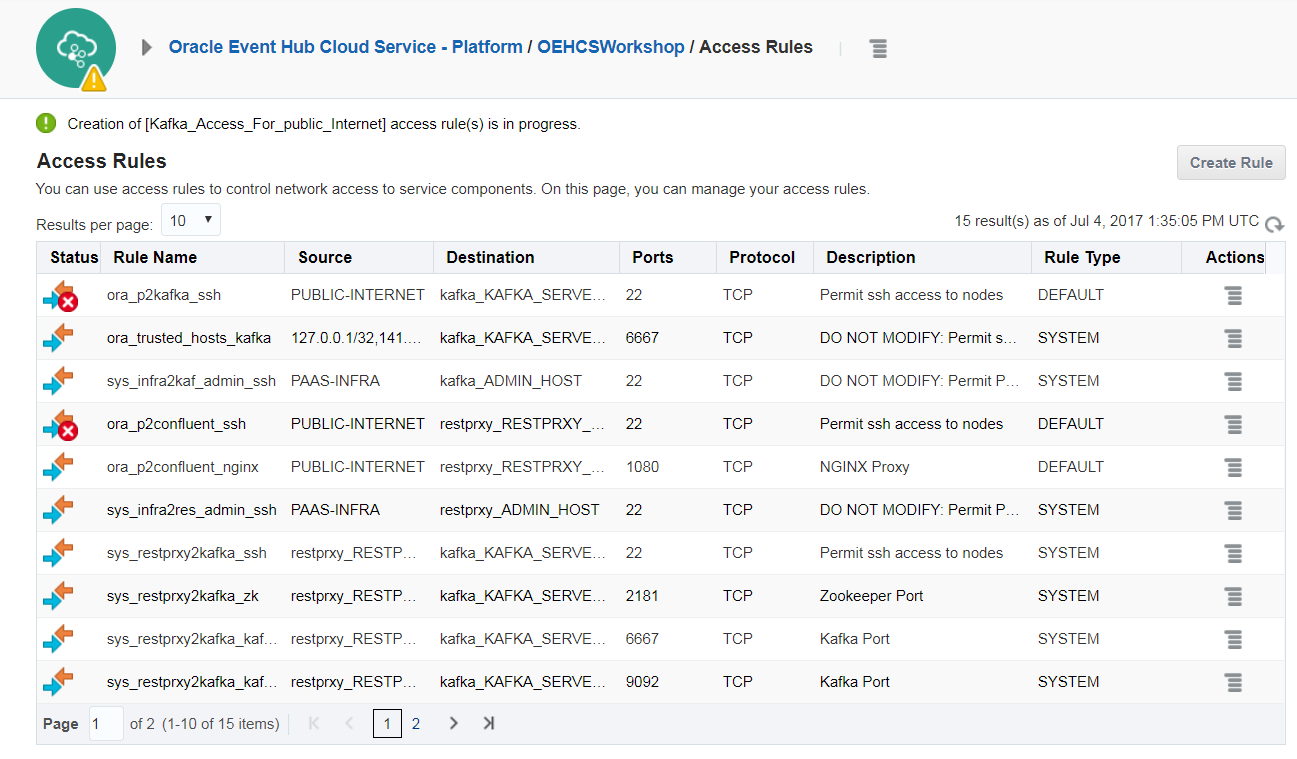 Oracle Event Hub Cloud Service - Platform / OEHCSWorkshop / Access Rules
Creation of [Kafka_Access_For_public_Internet] access rule(s) is in progress.
Access Rules
Create Rule
You can use access rules to control network access to service components. On this page, you can manage your access rules.
Results per page: 10
15 result(s) as of Jul 4, 2017 1:35:05 PM UTC
Status Rule Name Source Destination Ports Protocol Description Rule Type Actions
ora_p2kafka_ssh PUBLIC-INTERNET kafka_KAFKA_SERVE... 22 TCP Permit ssh access to nodes DEFAULT
ora_trusted_hosts_kafka 127.0.0.1/32,141.... kafka_KAFKA_SERVE... 6667 TCP DO NOT MODIFY: Permit s... SYSTEM
sys_infra2kaf_admin_ssh PAAS-INFRA kafka_ADMIN_HOST 22 TCP DO NOT MODIFY: Permit P... SYSTEM
ora_p2confluent_ssh PUBLIC-INTERNET restprxy_RESTPRXY_... 22 TCP Permit ssh access to nodes DEFAULT
ora_p2confluent_nginx PUBLIC-INTERNET restprxy_RESTPRXY_... 1080 TCP NGINX Proxy DEFAULT
sys_infra2res_admin_ssh PAAS-INFRA restprxy_ADMIN_HOST 22 TCP DO NOT MODIFY: Permit P... SYSTEM
sys_restprxy2kafka_ssh restprxy_RESTP... kafka_KAFKA_SERVE... 22 TCP Permit ssh access to nodes SYSTEM
sys_restprxy2kafka_zk restprxy_RESTP... kafka_KAFKA_SERVE... 2181 TCP Zookeeper Port SYSTEM
sys_restprxy2kafka_kaf... restprxy_RESTP... kafka_KAFKA_SERVE... 6667 TCP Kafka Port SYSTEM
sys_restprxy2kafka_kaf... restprxy_RESTP... kafka_KAFKA_SERVE... 9092 TCP Kafka Port SYSTEM
Page 1 of 2 (1-10 of 15 items) 1 2